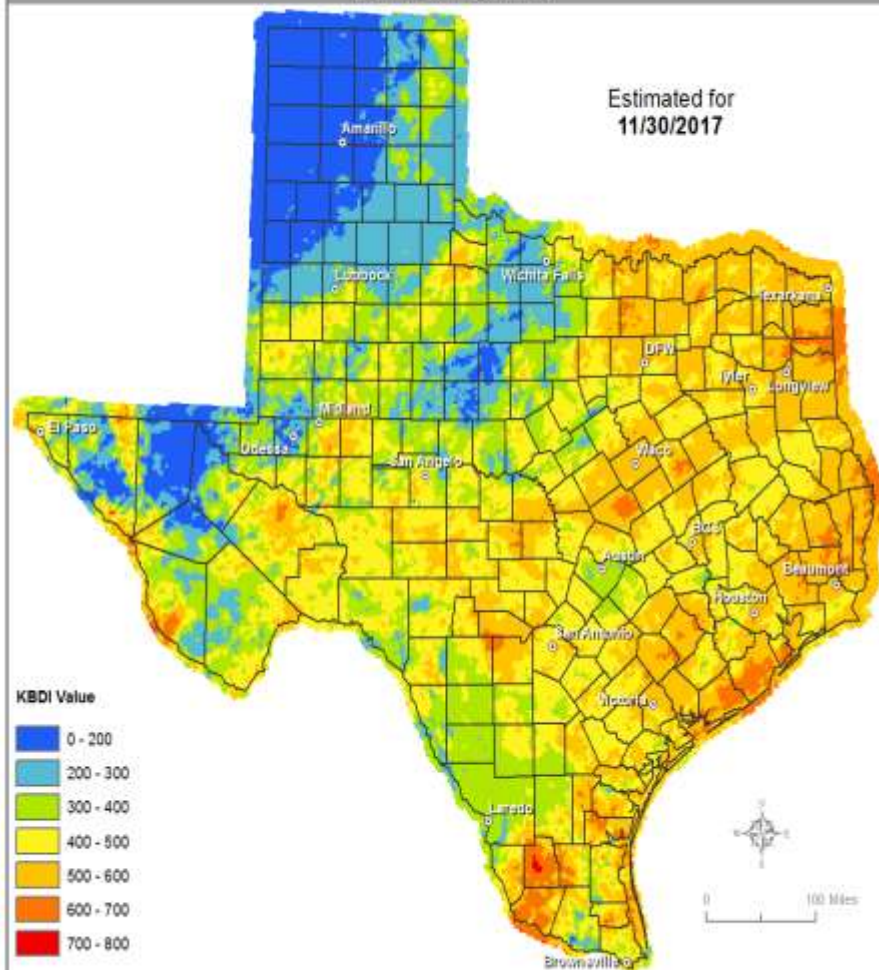 Estimated for
11/30/2017
Amarillo
Lubbock
Wichita Falls
Texarkana
DFW
Tyler
Longview
El Paso
Midland
Odessa
San Angelo
Waco
BCS
Austin
Beaumont
Houston
San Antonio
Victoria
Laredo
Brownsville
KBDI Value
0 - 200
200 - 300
300 - 400
400 - 500
500 - 600
600 - 700
700 - 800
0 100 Miles